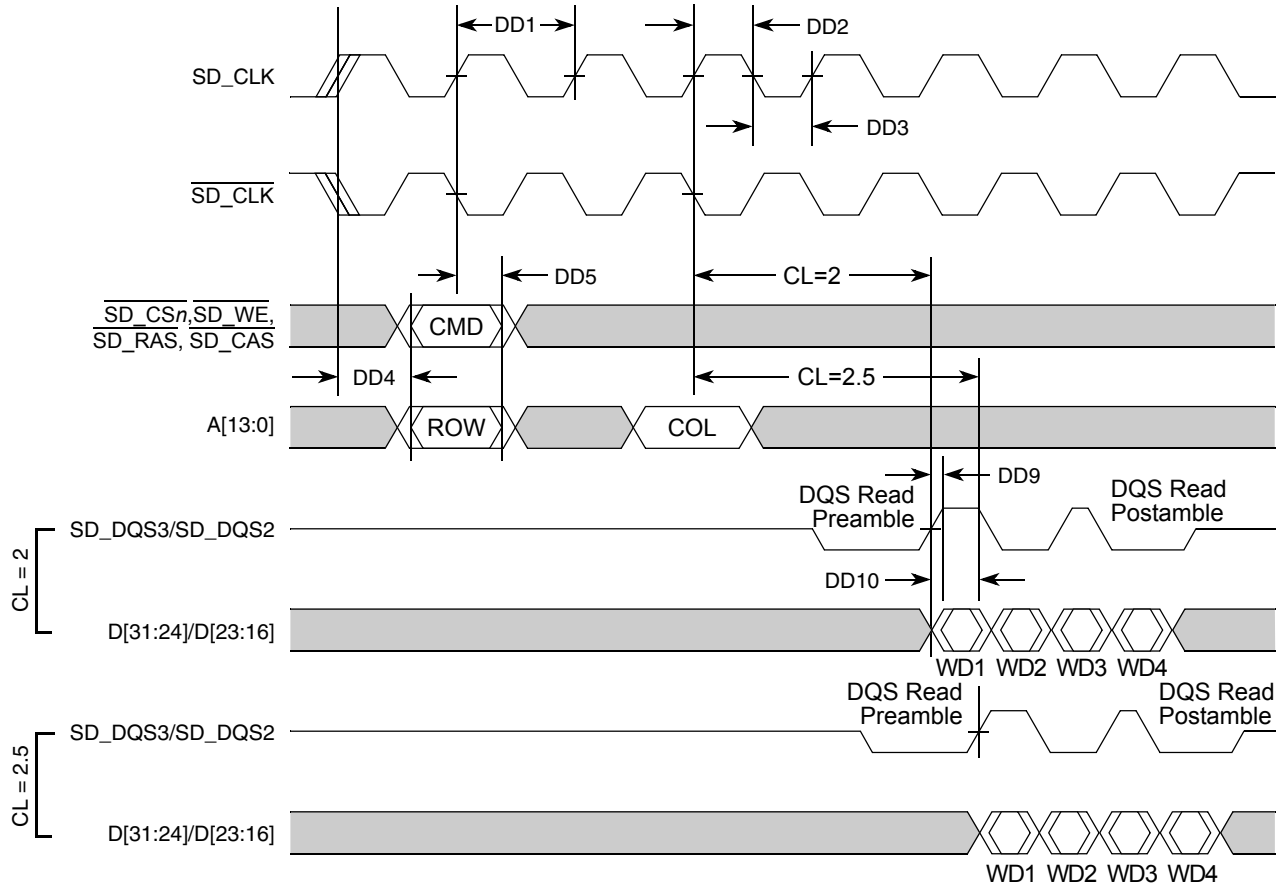 DD1
DD2
SD_CLK
DD3
SD_CLK
DD5
CL=2
SD_CSn,SD_WE,
SD_RAS, SD_CAS
CMD
DD4
CL=2.5
A[13:0]
ROW
COL
DD9
DQS Read
Preamble
DQS Read
Postamble
SD_DQS3/SD_DQS2
CL = 2
DD10
D[31:24]/D[23:16]
WD1 WD2 WD3 WD4
DQS Read
Preamble
DQS Read
Postamble
SD_DQS3/SD_DQS2
CL = 2.5
D[31:24]/D[23:16]
WD1 WD2 WD3 WD4